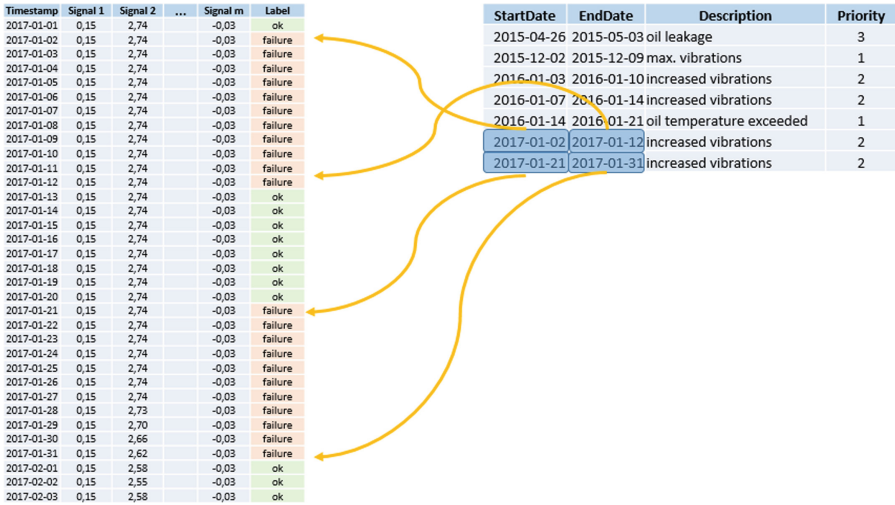 Timestamp Signal 1 Signal 2 ... Signal m Label
2017-01-01 0,15 2,74 -0,03 ok
2017-01-02 0,15 2,74 -0,03 failure
2017-01-03 0,15 2,74 -0,03 failure
2017-01-04 0,15 2,74 -0,03 failure
2017-01-05 0,15 2,74 -0,03 failure
2017-01-06 0,15 2,74 -0,03 failure
2017-01-07 0,15 2,74 -0,03 failure
2017-01-08 0,15 2,74 -0,03 failure
2017-01-09 0,15 2,74 -0,03 failure
2017-01-10 0,15 2,74 -0,03 failure
2017-01-11 0,15 2,74 -0,03 failure
2017-01-12 0,15 2,74 -0,03 failure
2017-01-13 0,15 2,74 -0,03 ok
2017-01-14 0,15 2,74 -0,03 ok
2017-01-15 0,15 2,74 -0,03 ok
2017-01-16 0,15 2,74 -0,03 ok
2017-01-17 0,15 2,74 -0,03 ok
2017-01-18 0,15 2,74 -0,03 ok
2017-01-19 0,15 2,74 -0,03 ok
2017-01-20 0,15 2,74 -0,03 ok
2017-01-21 0,15 2,74 -0,03 failure
2017-01-22 0,15 2,74 -0,03 failure
2017-01-23 0,15 2,74 -0,03 failure
2017-01-24 0,15 2,74 -0,03 failure
2017-01-25 0,15 2,74 -0,03 failure
2017-01-26 0,15 2,74 -0,03 failure
2017-01-27 0,15 2,74 -0,03 failure
2017-01-28 0,15 2,73 -0,03 failure
2017-01-29 0,15 2,70 -0,03 failure
2017-01-30 0,15 2,66 -0,03 failure
2017-01-31 0,15 2,62 -0,03 failure
2017-02-01 0,15 2,58 -0,03 ok
2017-02-02 0,15 2,55 -0,03 ok
2017-02-03 0,15 2,58 -0,03 ok
StartDate EndDate Description Priority
2015-04-26 2015-05-03 oil leakage 3
2015-12-02 2015-12-09 max. vibrations 1
2016-01-03 2016-01-10 increased vibrations 2
2016-01-07 2016-01-14 increased vibrations 2
2016-01-14 2016-01-21 oil temperature exceeded 1
2017-01-02 2017-01-12 increased vibrations 2
2017-01-21 2017-01-31 increased vibrations 2